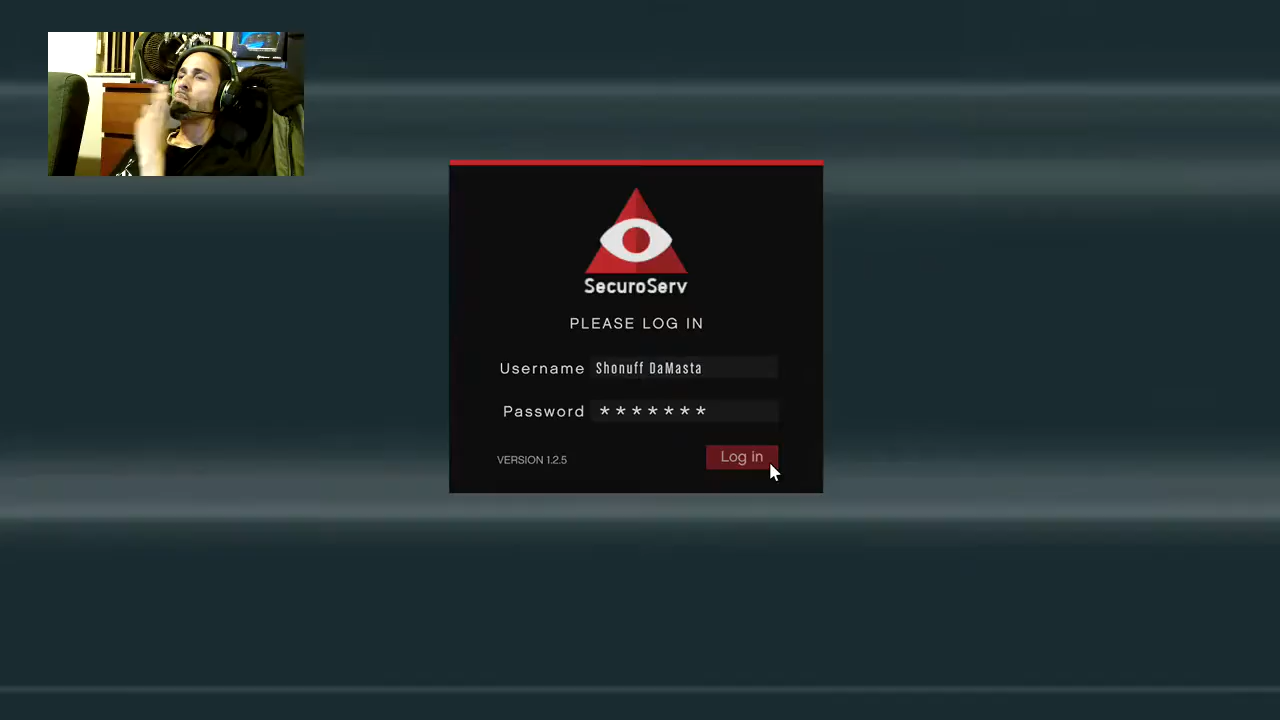 SecuroServ
PLEASE LOG IN
Username Shonuff DaMasta
Password *******
VERSION 1.2.5 Log in